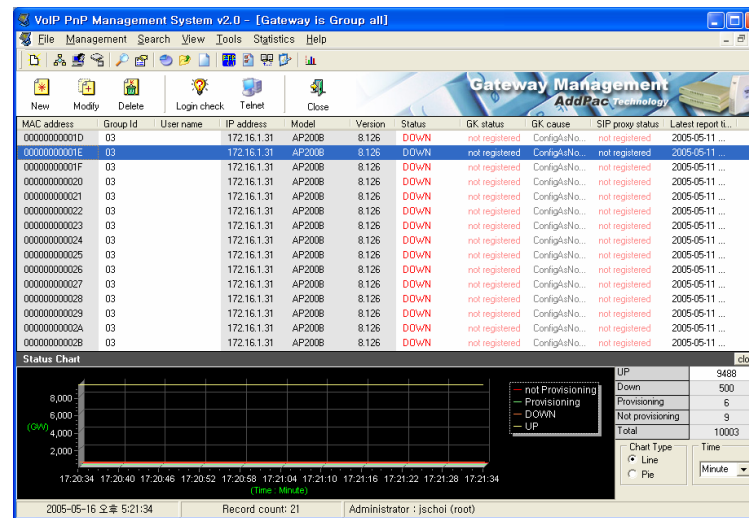 VoIP PnP Management System v2.0 - [Gateway is Group all]
File Management Search View Tools Statistics Help
New Modify Delete Login check Telnet Close
Gateway Management
AddPac Technology
MAC address Group Id User name IP address Model Version Status GK status GK cause SIP proxy status Latest report ti...
00000000001D 03 172.16.1.31 AP200B 8.126 DOWN not registered ConfigAsNo... not registered 2005-05-11 ...
00000000001E 03 172.16.1.31 AP200B 8.126 DOWN not registered ConfigAsNo... not registered 2005-05-11 ...
00000000001F 03 172.16.1.31 AP200B 8.126 DOWN not registered ConfigAsNo... not registered 2005-05-11 ...
000000000020 03 172.16.1.31 AP200B 8.126 DOWN not registered ConfigAsNo... not registered 2005-05-11 ...
000000000021 03 172.16.1.31 AP200B 8.126 DOWN not registered ConfigAsNo... not registered 2005-05-11 ...
000000000022 03 172.16.1.31 AP200B 8.126 DOWN not registered ConfigAsNo... not registered 2005-05-11 ...
000000000023 03 172.16.1.31 AP200B 8.126 DOWN not registered ConfigAsNo... not registered 2005-05-11 ...
000000000024 03 172.16.1.31 AP200B 8.126 DOWN not registered ConfigAsNo... not registered 2005-05-11 ...
000000000025 03 172.16.1.31 AP200B 8.126 DOWN not registered ConfigAsNo... not registered 2005-05-11 ...
000000000026 03 172.16.1.31 AP200B 8.126 DOWN not registered ConfigAsNo... not registered 2005-05-11 ...
000000000027 03 172.16.1.31 AP200B 8.126 DOWN not registered ConfigAsNo... not registered 2005-05-11 ...
000000000028 03 172.16.1.31 AP200B 8.126 DOWN not registered ConfigAsNo... not registered 2005-05-11 ...
000000000029 03 172.16.1.31 AP200B 8.126 DOWN not registered ConfigAsNo... not registered 2005-05-11 ...
00000000002A 03 172.16.1.31 AP200B 8.126 DOWN not registered ConfigAsNo... not registered 2005-05-11 ...
00000000002B 03 172.16.1.31 AP200B 8.126 DOWN not registered ConfigAsNo... not registered 2005-05-11 ...
Status Chart clo
8,000
6,000
(GW)
4,000
2,000
17:20:34 17:20:40 17:20:46 17:20:52 17:20:58 17:21:04 17:21:10 17:21:16 17:21:22 17:21:28 17:21:34
(Time : Minute)
not Provisioning
Provisioning
DOWN
UP
UP 9488
Down 500
Provisioning 6
Not provisioning 9
Total 10003
Chart Type Time
Line
Pie
Minute
2005-05-16 오후 5:21:34 Record count: 21 Administrator : jschoi (root)